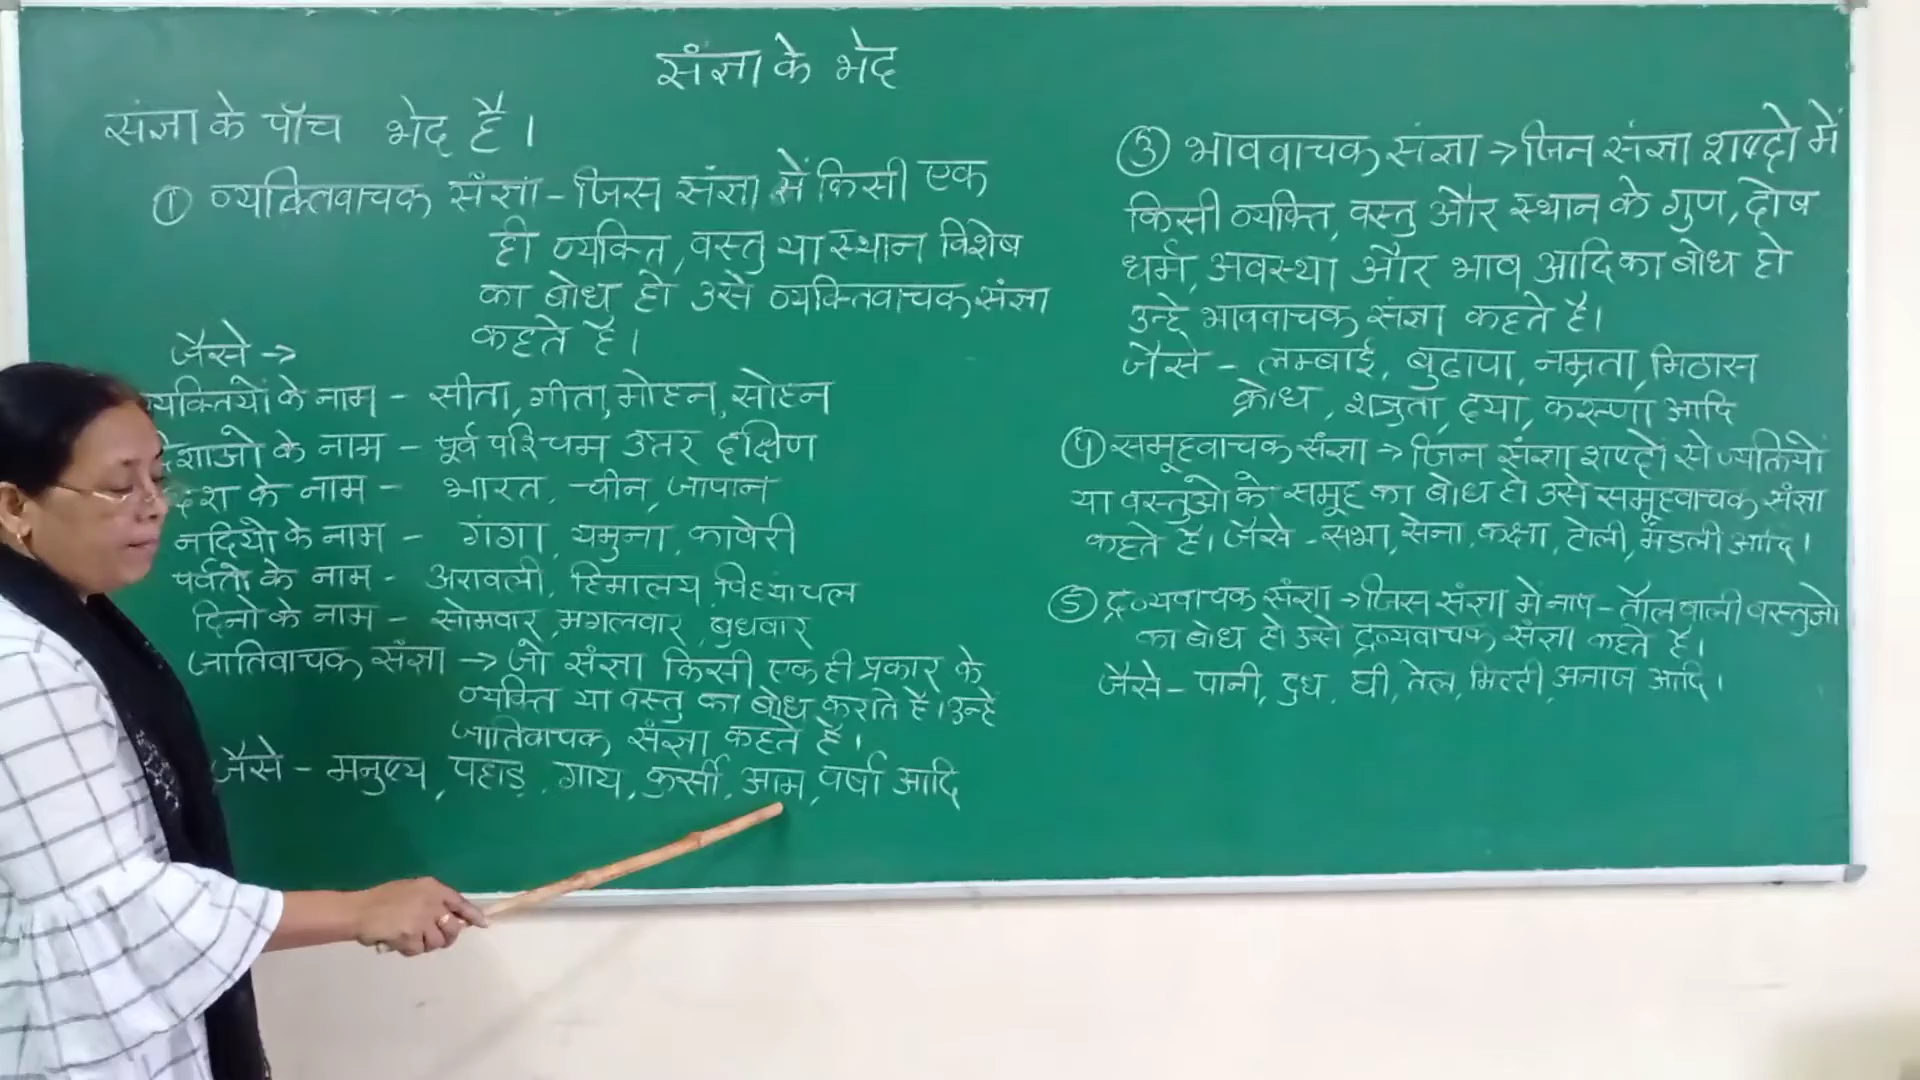 संज्ञा के भेद
संज्ञा के पाँच भेद है।
① व्यक्तिवाचक संज्ञा - जिस संज्ञा से किसी एक
ही व्यक्ति, वस्तु या स्थान विशेष
का बोध हो उसे व्यक्तिवाचक संज्ञा
कहते है।
जैसे →
व्यक्तियों के नाम - सीता, गीता, मोहन, सोहन
दिशाओ के नाम - पूर्व पश्चिम उत्तर दक्षिण
देश के नाम - भारत, चीन, जापान
नदियो के नाम - गंगा, यमुना, कावेरी
पर्वतो के नाम - अरावली, हिमालय, विंध्यांचल
दिनो के नाम - सोमवार, मगलवार, बुधवार
जातिवाचक संज्ञा → जो संज्ञा किसी एक ही प्रकार के
व्यक्ति या वस्तु का बोध कराते है। उन्हे
जातिवाचक संज्ञा कहते है।
जैसे - मनुष्य, पहाड़, गाय, कुर्सी, आम, वर्षा आदि
③ भाववाचक संज्ञा → जिन संज्ञा शब्दो में
किसी व्यक्ति, वस्तु और स्थान के गुण, दोष
धर्म, अवस्था और भाव आदि का बोध हो
उन्हे भाववाचक संज्ञा कहते है।
जैसे - लम्बाई, बुढापा, नम्रता, मिठास
क्रोध, शत्रुता, दया, करूणा आदि
④ समूहवाचक संज्ञा → जिन संज्ञा शब्दों से व्यक्तियों
या वस्तुओ के समूह का बोध हो उसे समूहवाचक संज्ञा
कहते है। जैसे - सभा, सेना, कक्षा, टोली, मंडली आदि।
⑤ द्रव्यवाचक संज्ञा → जिस संज्ञा में नाप - तौल वाली वस्तुओ
का बोध हो उसे द्रव्यवाचक संज्ञा कहते है।
जैसे - पानी, दुध, घी, तेल, मिटटी, अनाज आदि।